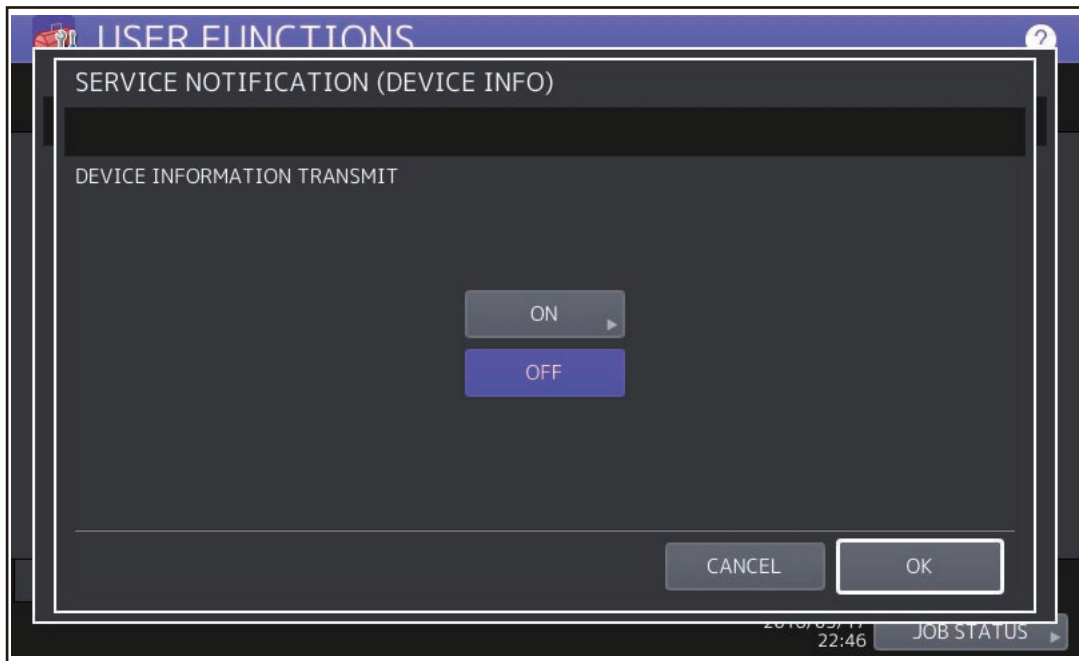 USER FUNCTIONS
?
SERVICE NOTIFICATION (DEVICE INFO)
DEVICE INFORMATION TRANSMIT
ON
OFF
CANCEL
OK
22:46
JOB STATUS